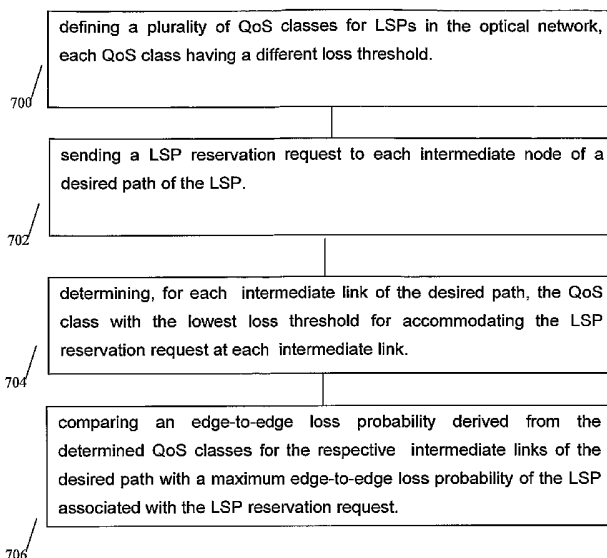 defining a plurality of QoS classes for LSPs in the optical network,
each QoS class having a different loss threshold.
700
sending a LSP reservation request to each intermediate node of a
desired path of the LSP.
702
determining, for each intermediate link of the desired path, the QoS
class with the lowest loss threshold for accommodating the LSP
reservation request at each intermediate link.
704
comparing an edge-to-edge loss probability derived from the
determined QoS classes for the respective intermediate links of the
desired path with a maximum edge-to-edge loss probability of the LSP
associated with the LSP reservation request.
706